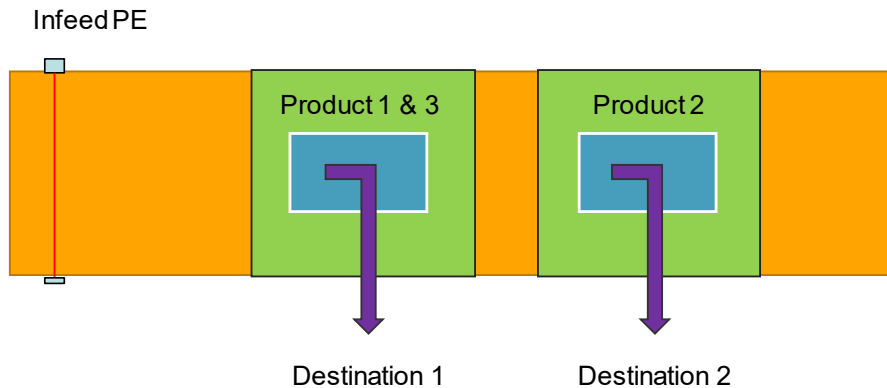 Infeed PE
Product 1 & 3
Product 2
Destination 1
Destination 2